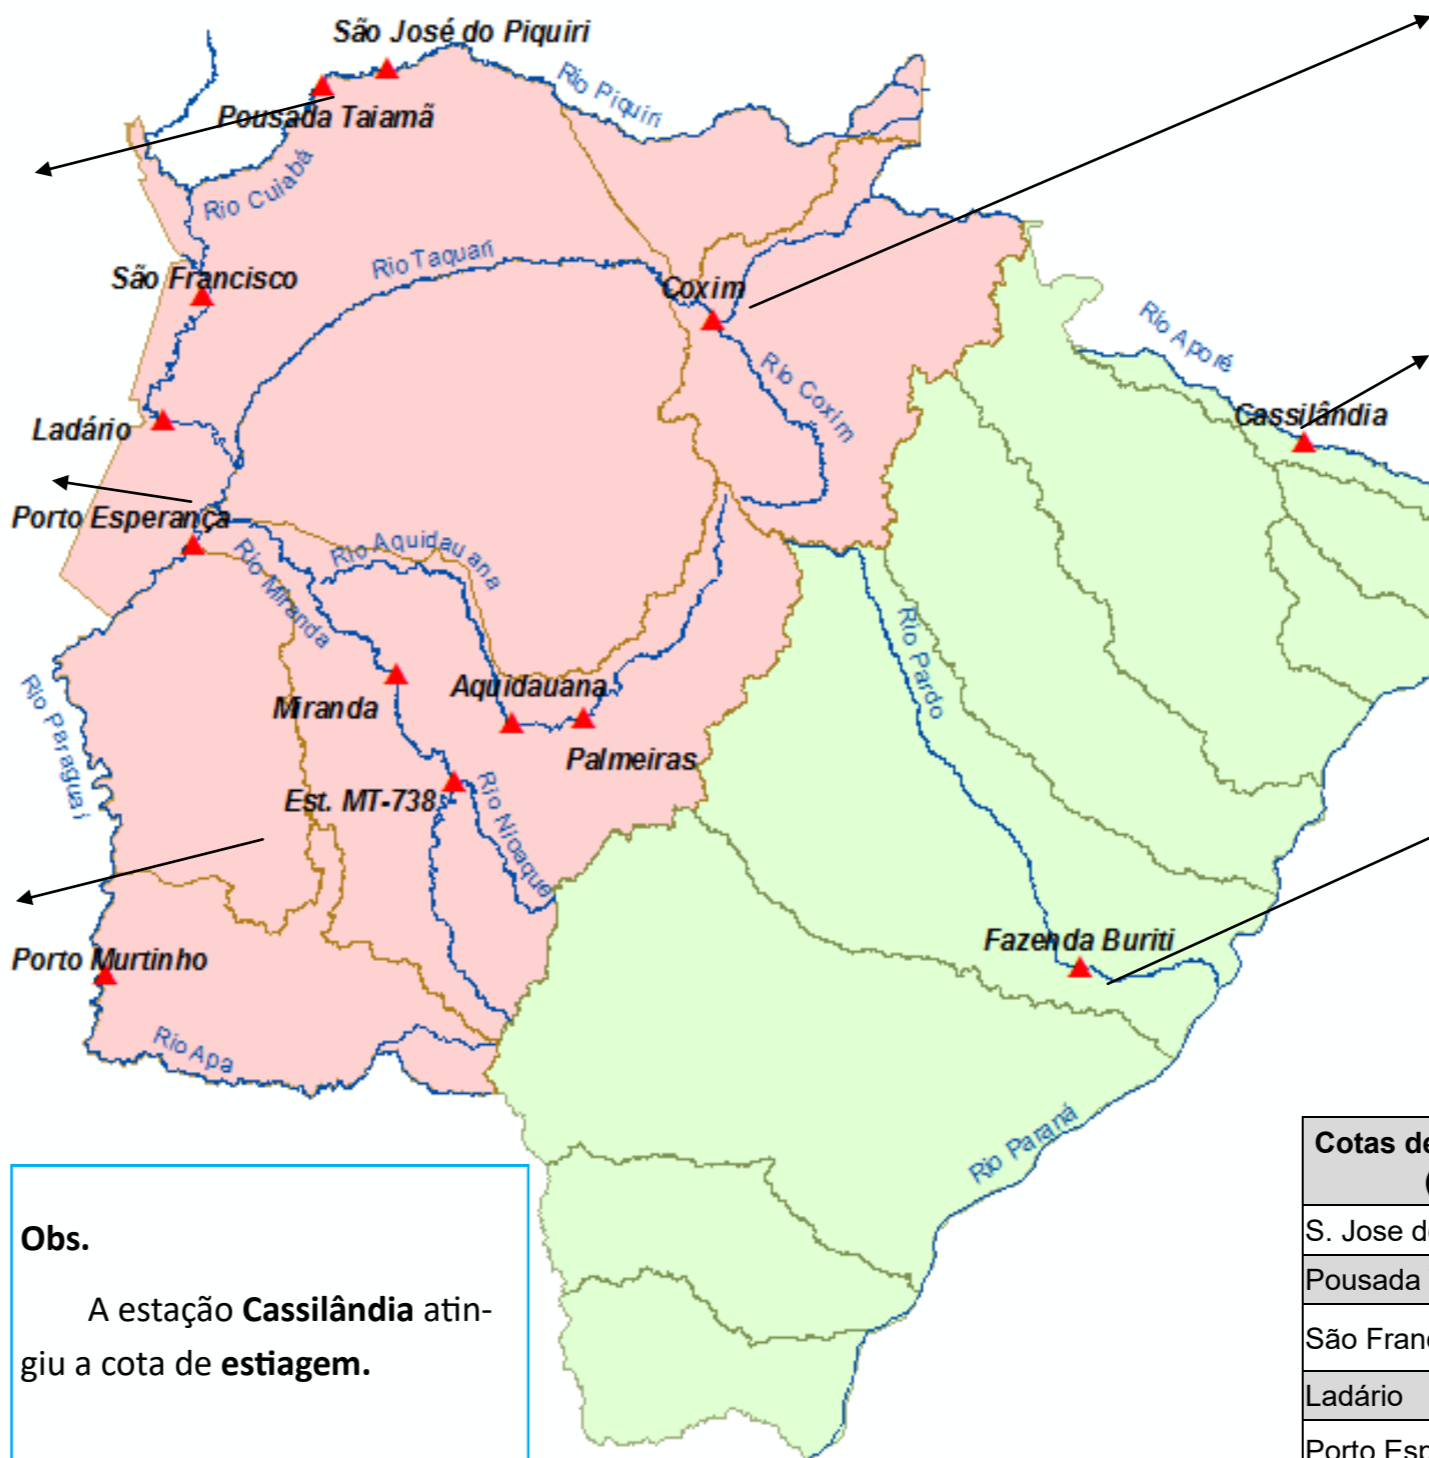 São José do Piquiri
Rio Piquiri
Pousada Taiamã
Rio Cuiabá
Rio Taquari
São Francisco
Coxim
Rio Aporé
Rio Coxim
Cassilândia
Ladário
Porto Esperança
Rio Aquidauana
Rio Miranda
Rio Pardo
Aquidauana
Miranda
Rio Paraguai
Palmeiras
Est. MT-738
Rio Nioaque
Fazenda Buriti
Porto Murtinho
Rio Apa
Rio Paraná
Obs.
A estação Cassilândia atin-
giu a cota de estiagem.
Cotas de
(
S. Jose d
Pousada
São Fran
Ladário
Porto Esp